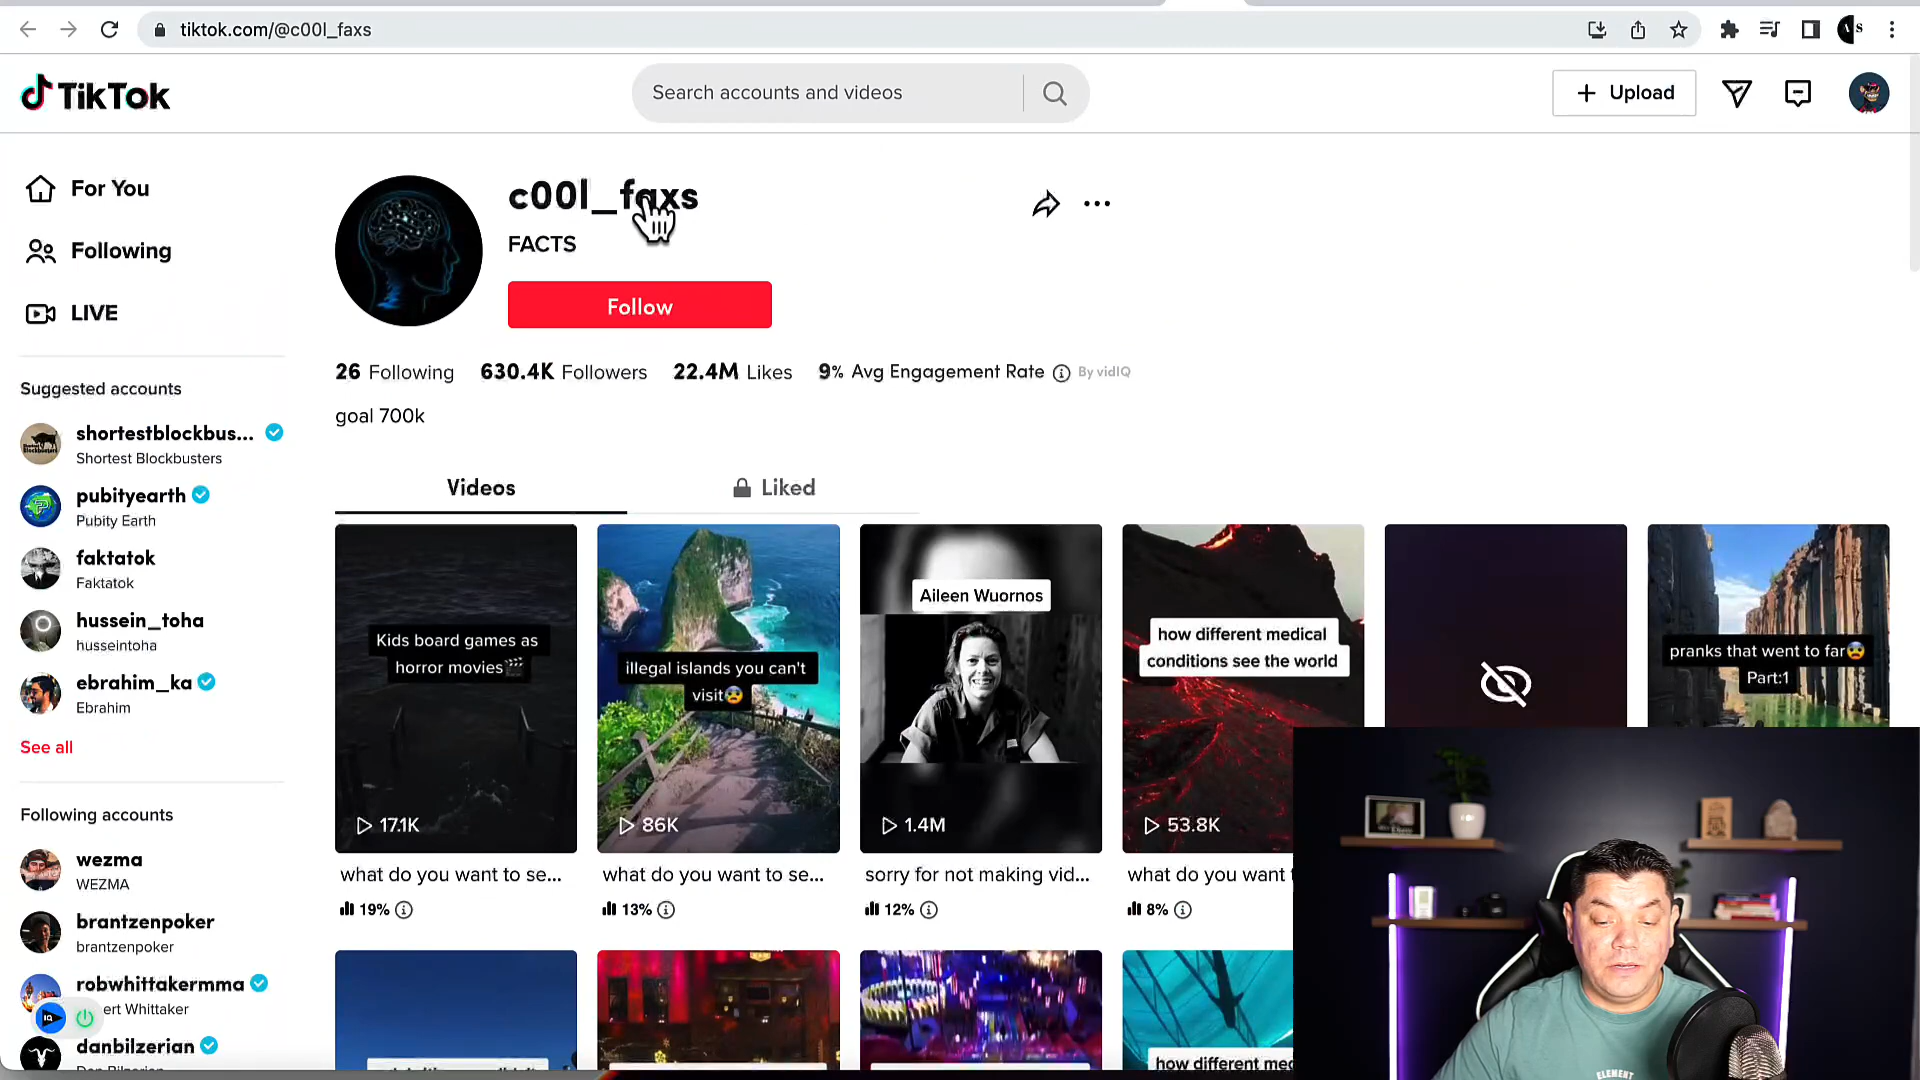 tiktok.com/@c00l_faxs
TikTok
Search accounts and videos
Upload
For You
Following
LIVE
Suggested accounts
shortestblockbus...
Shortest Blockbusters
pubityearth
Pubity Earth
faktatok
Faktatok
hussein_toha
husseintoha
ebrahim_ka
Ebrahim
See all
Following accounts
wezma
WEZMA
brantzenpoker
brantzenpoker
robwhittakermma
ert Whittaker
danbilzerian
c00l_faxs
FACTS
Follow
26 Following 630.4K Followers 22.4M Likes 9% Avg Engagement Rate By vidIQ
goal 700k
Videos
Liked
Kids board games as
horror movies🎬
17.1K
what do you want to se...
19%
illegal islands you can't
visit😰
86K
what do you want to se...
13%
Aileen Wuornos
1.4M
sorry for not making vid...
12%
how different medical
conditions see the world
53.8K
what do you want
8%
pranks that went to far😰
Part:1
how different me
ELEMENT